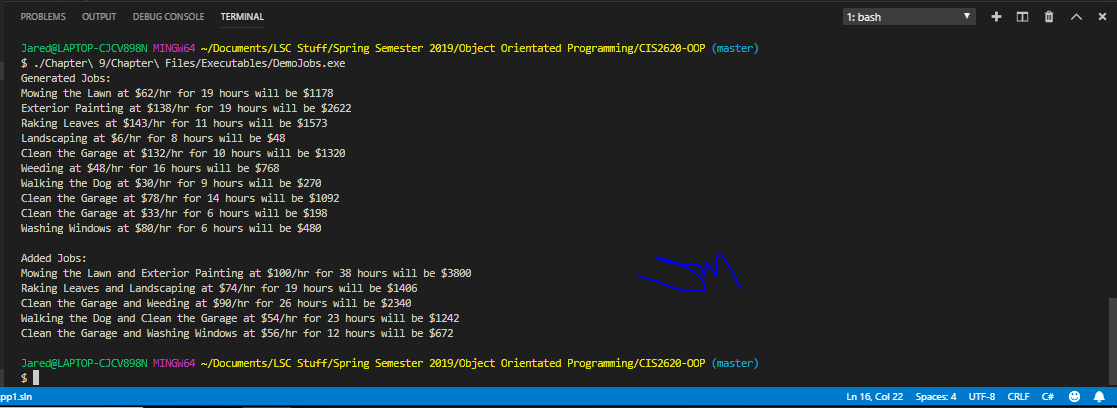 PROBLEMS OUTPUT DEBUG CONSOLE TERMINAL 1: bash
Jared@LAPTOP-CJCV898N MINGW64 ~/Documents/LSC Stuff/Spring Semester 2019/Object Orientated Programming/CIS2620-OOP (master)
$ ./Chapter\ 9/Chapter\ Files/Executables/DemoJobs.exe
Generated Jobs:
Mowing the Lawn at $62/hr for 19 hours will be $1178
Exterior Painting at $138/hr for 19 hours will be $2622
Raking Leaves at $143/hr for 11 hours will be $1573
Landscaping at $6/hr for 8 hours will be $48
Clean the Garage at $132/hr for 10 hours will be $1320
Weeding at $48/hr for 16 hours will be $768
Walking the Dog at $30/hr for 9 hours will be $270
Clean the Garage at $78/hr for 14 hours will be $1092
Clean the Garage at $33/hr for 6 hours will be $198
Washing Windows at $80/hr for 6 hours will be $480
Added Jobs:
Mowing the Lawn and Exterior Painting at $100/hr for 38 hours will be $3800
Raking Leaves and Landscaping at $74/hr for 19 hours will be $1406
Clean the Garage and Weeding at $90/hr for 26 hours will be $2340
Walking the Dog and Clean the Garage at $54/hr for 23 hours will be $1242
Clean the Garage and Washing Windows at $56/hr for 12 hours will be $672
Jared@LAPTOP-CJCV898N MINGW64 ~/Documents/LSC Stuff/Spring Semester 2019/Object Orientated Programming/CIS2620-OOP (master)
$
pp1.sln Ln 16, Col 22 Spaces: 4 UTF-8 CRLF C#